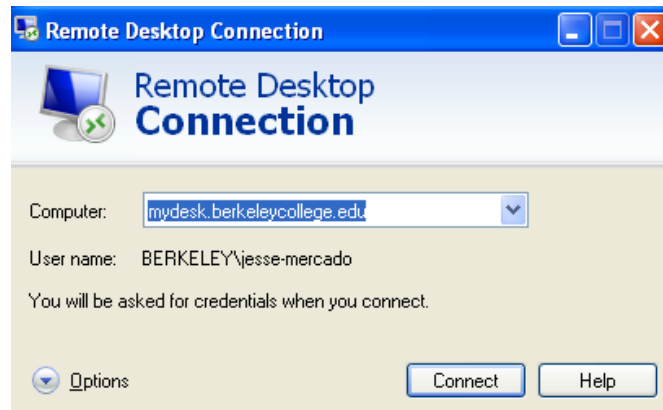 Remote Desktop Connection
Remote Desktop
Connection
Computer: mydesk.berkeleycollege.edu
User name: BERKELEY\jesse-mercado
You will be asked for credentials when you connect.
Options Connect Help